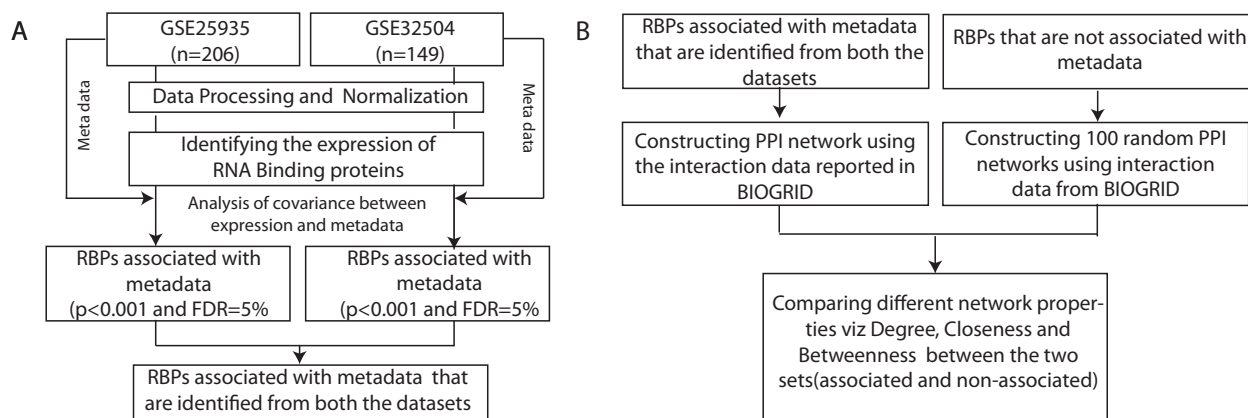 A
GSE25935
(n=206)
GSE32504
(n=149)
Meta data
Meta data
Data Processing and Normalization
Identifying the expression of
RNA Binding proteins
Analysis of covariance between
expression and metadata
RBPs associated with
metadata
(p<0.001 and FDR=5%
RBPs associated with
metadata
(p<0.001 and FDR=5%
RBPs associated with metadata that
are identified from both the datasets
B
RBPs associated with metadata
that are identified from both the
datasets
RBPs that are not associated with
metadata
Constructing PPI network using
the interaction data reported in
BIOGRID
Constructing 100 random PPI
networks using interaction
data from BIOGRID
Comparing different network proper-
ties viz Degree, Closeness and
Betweenness between the two
sets(associated and non-associated)